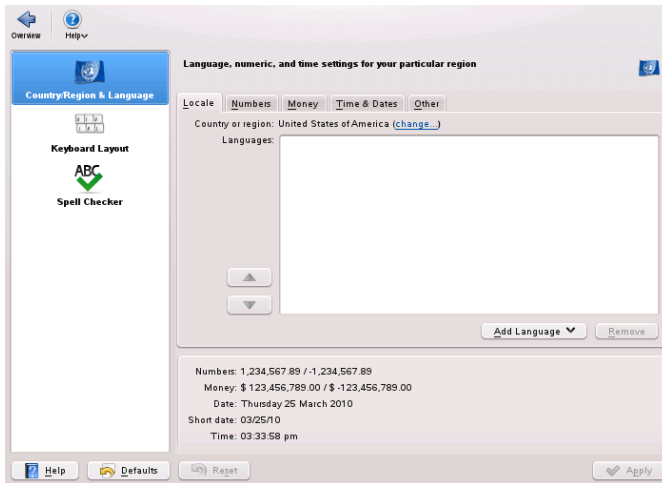 Overview Help
Language, numeric, and time settings for your particular region
Country/Region & Language
Keyboard Layout
ABC
Spell Checker
Locale Numbers Money Time & Dates Other
Country or region: United States of America (change...)
Languages:
Add Language Remove
Numbers: 1,234,567.89 / -1,234,567.89
Money: $ 123,456,789.00 / $ -123,456,789.00
Date: Thursday 25 March 2010
Short date: 03/25/10
Time: 03:33:58 pm
Help Defaults Reset Apply